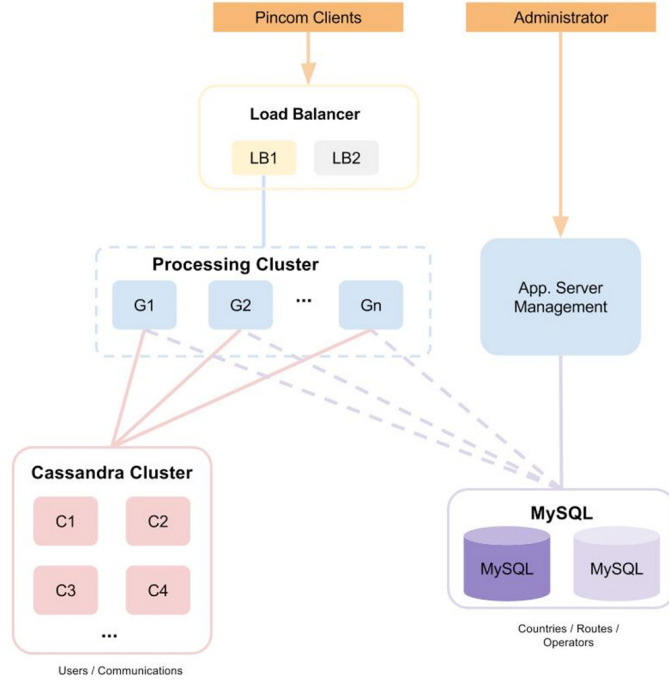 Pincom Clients
Administrator
Load Balancer
LB1
LB2
Processing Cluster
G1
G2
...
Gn
App. Server
Management
Cassandra Cluster
C1
C2
C3
C4
...
Users / Communications
MySQL
MySQL
MySQL
Countries / Routes /
Operators